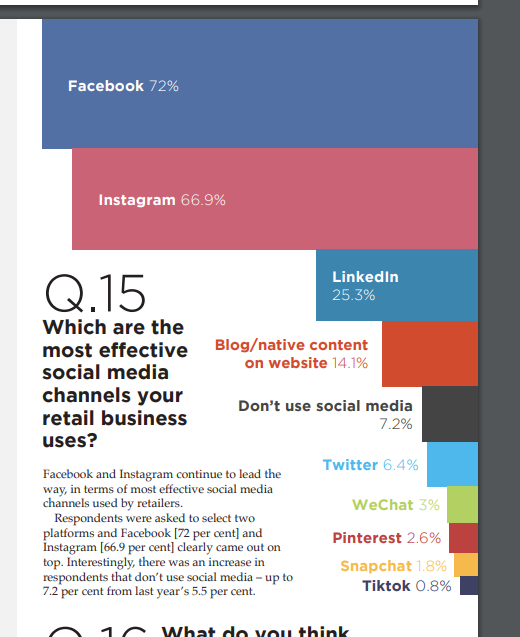 Facebook 72%
Instagram 66.9%
LinkedIn
25.3%
Q.15
Which are the
most effective
social media
channels your
retail business
uses?
Blog/native content
on website 14.1%
Don’t use social media
7.2%
Twitter 6.4%
WeChat 3%
Pinterest 2.6%
Snapchat 1.8%
Tiktok 0.8%
Facebook and Instagram continue to lead the
way, in terms of most effective social media
channels used by retailers.
Respondents were asked to select two
platforms and Facebook [72 per cent] and
Instagram [66.9 per cent] clearly came out on
top. Interestingly, there was an increase in
respondents that don’t use social media – up to
7.2 per cent from last year’s 5.5 per cent.
Q.16 What do you think